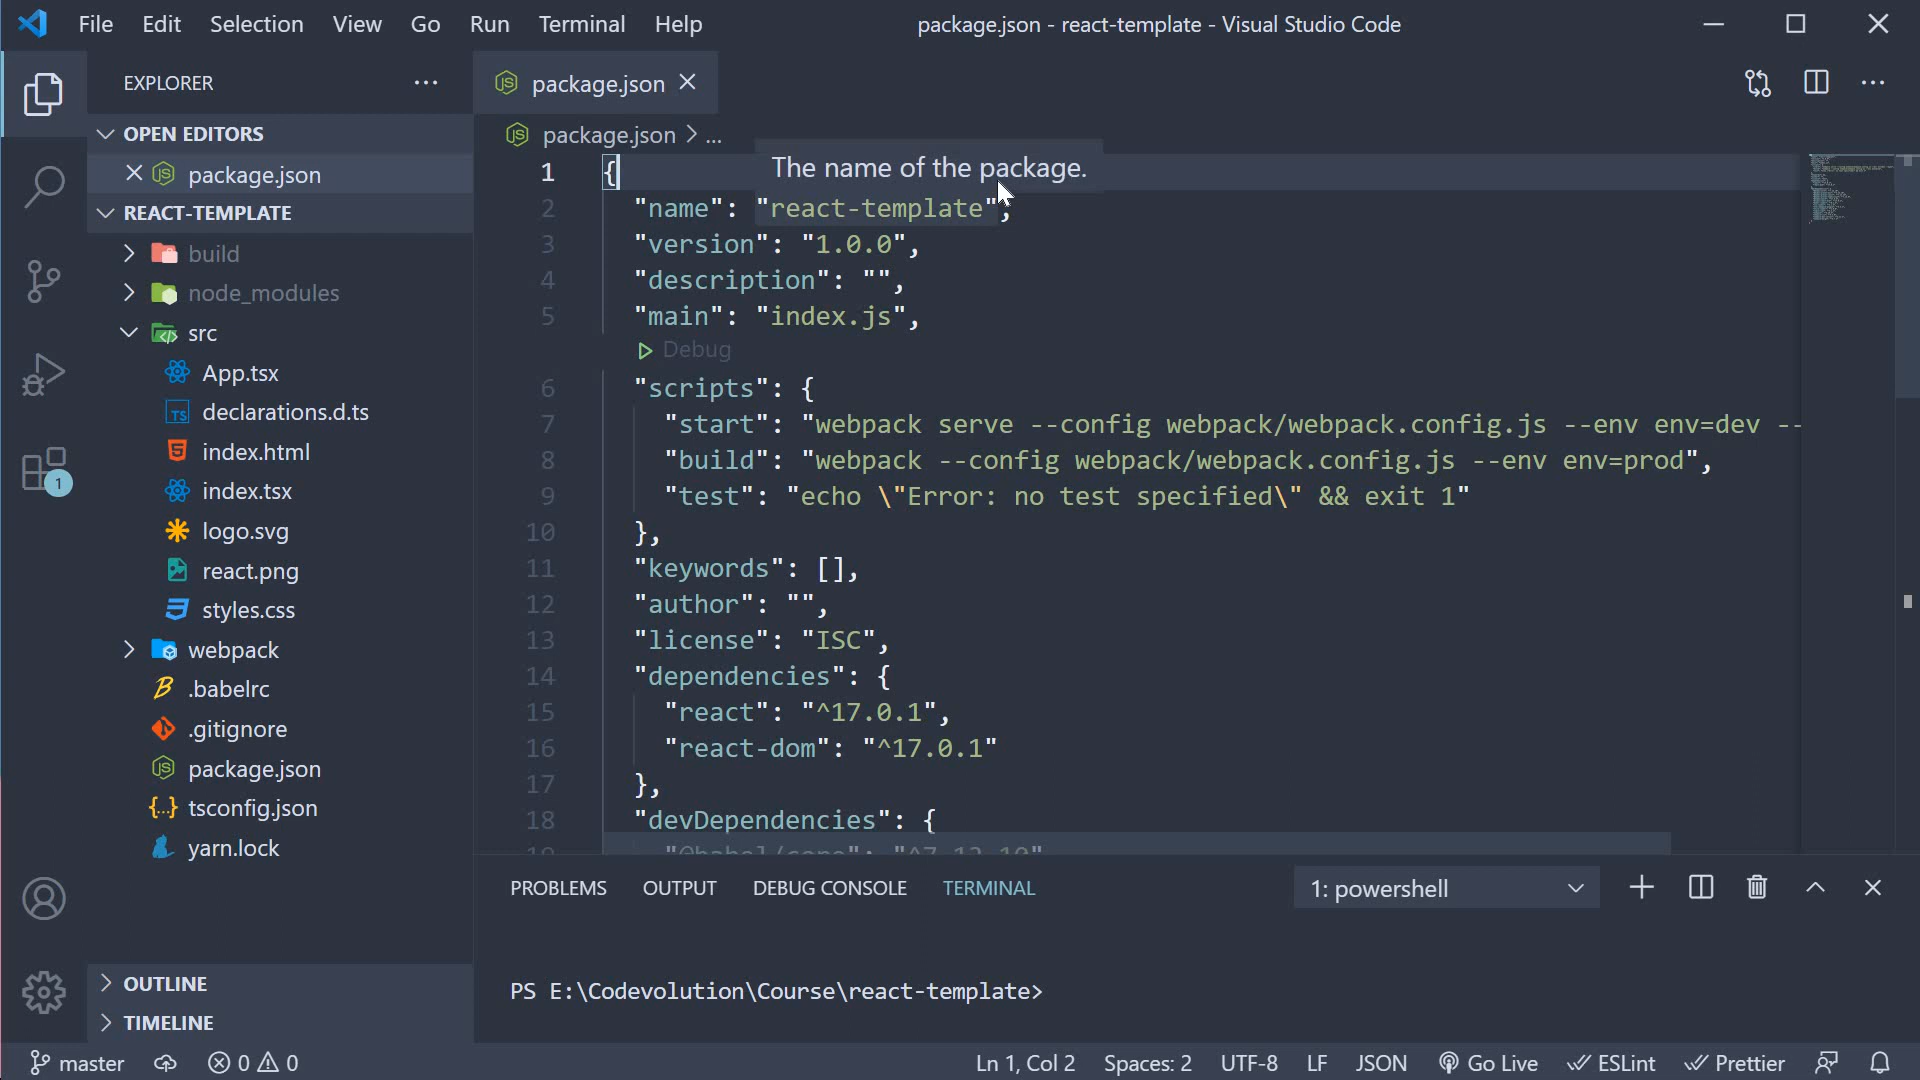 File Edit Selection View Go Run Terminal Help
package.json - react-template - Visual Studio Code
EXPLORER
package.json
OPEN EDITORS
package.json
REACT-TEMPLATE
build
node_modules
src
App.tsx
declarations.d.ts
index.html
index.tsx
logo.svg
react.png
styles.css
webpack
.babelrc
.gitignore
package.json
tsconfig.json
yarn.lock
OUTLINE
TIMELINE
1
package.json > ...
The name of the package.
1 {
2 "name": "react-template",
3 "version": "1.0.0",
4 "description": "",
5 "main": "index.js",
Debug
6 "scripts": {
7 "start": "webpack serve --config webpack/webpack.config.js --env env=dev --
8 "build": "webpack --config webpack/webpack.config.js --env env=prod",
9 "test": "echo \"Error: no test specified\" && exit 1"
10 },
11 "keywords": [],
12 "author": "",
13 "license": "ISC",
14 "dependencies": {
15 "react": "^17.0.1",
16 "react-dom": "^17.0.1"
17 },
18 "devDependencies": {
PROBLEMS OUTPUT DEBUG CONSOLE TERMINAL
1: powershell
PS E:\Codevolution\Course\react-template>
master 0 0
Ln 1, Col 2 Spaces: 2 UTF-8 LF JSON Go Live ESLint Prettier